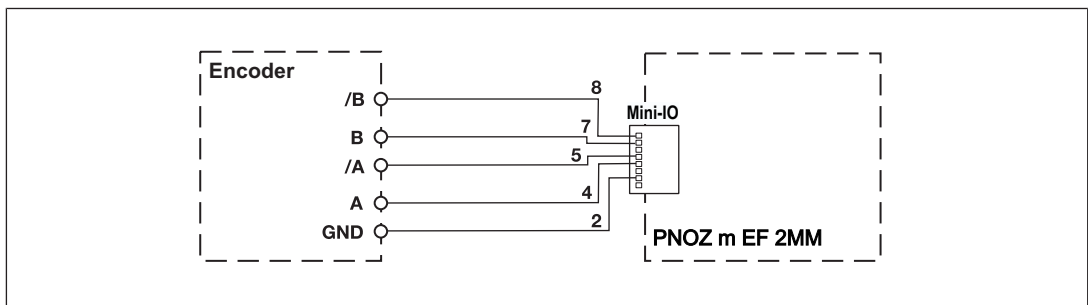 Encoder
/B
8
Mini-IO
B
7
/A
5
A
4
GND
2
PNOZ m EF 2MM